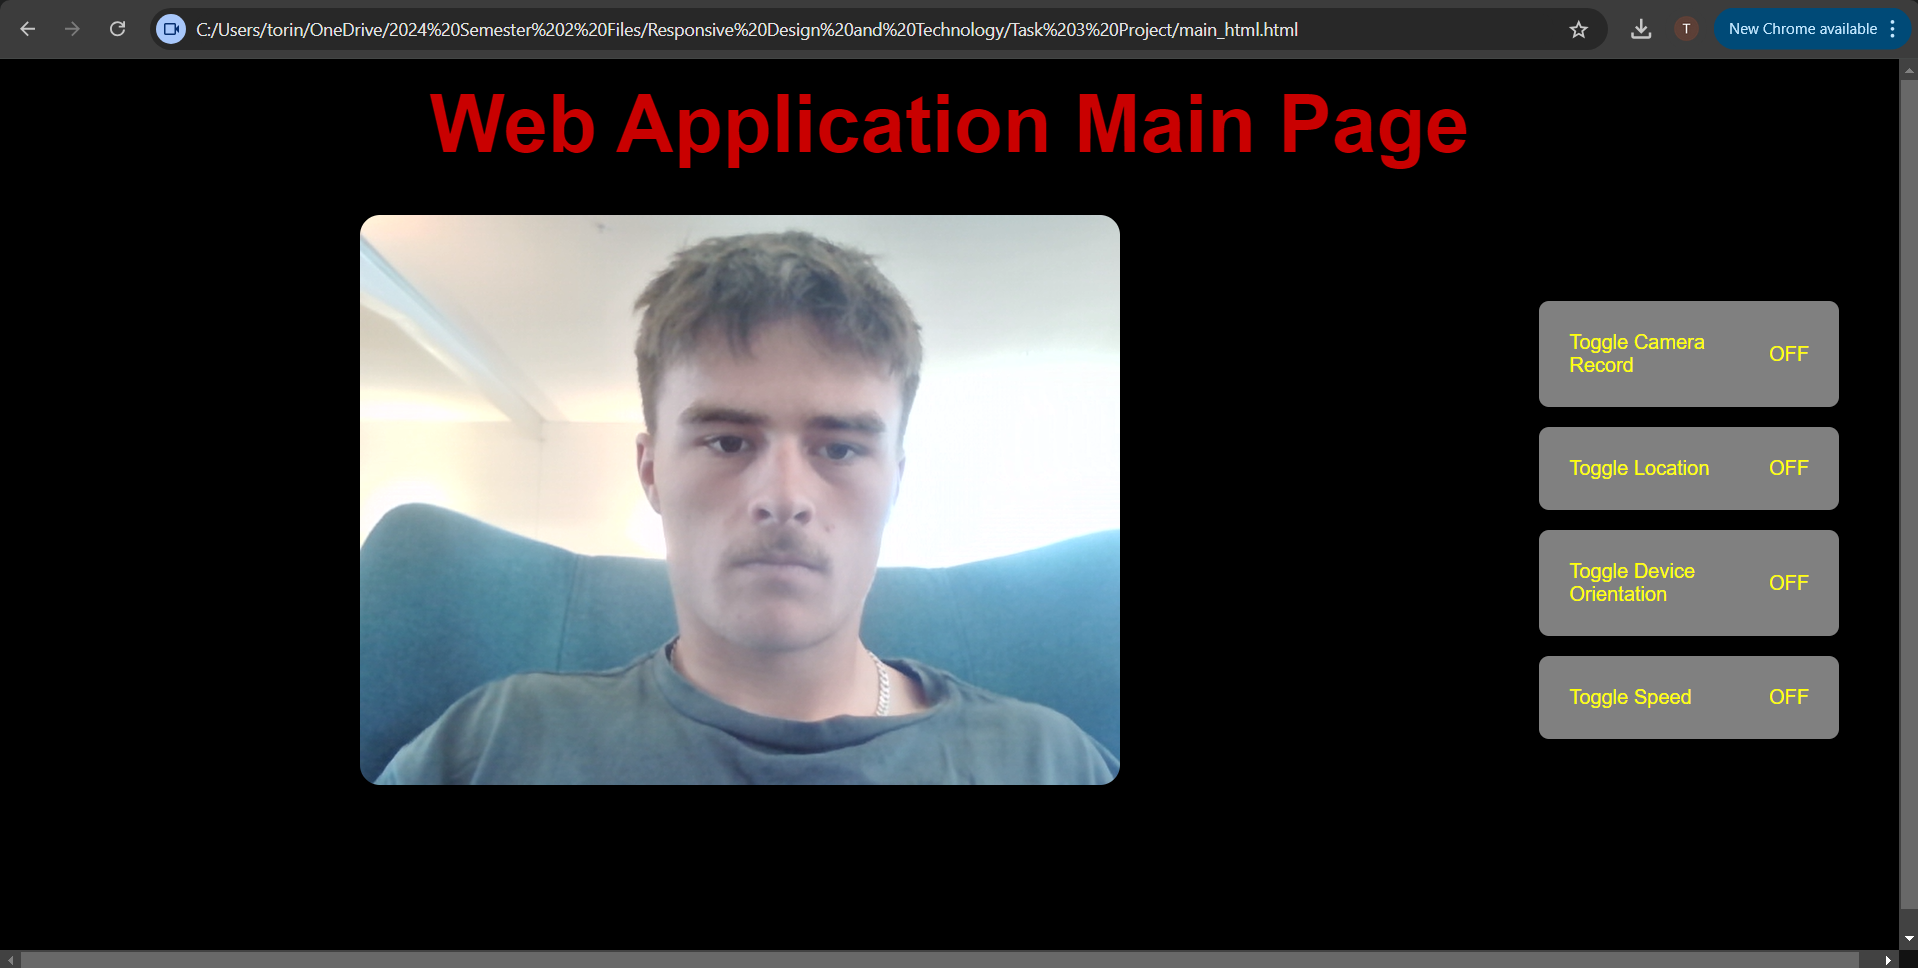 C:/Users/torin/OneDrive/2024%20Semester%202%20Files/Responsive%20Design%20and%20Technology/Task%203%20Project/main_html.html
T
New Chrome available
Web Application Main Page
Toggle Camera
Record
OFF
Toggle Location
OFF
Toggle Device
Orientation
OFF
Toggle Speed
OFF